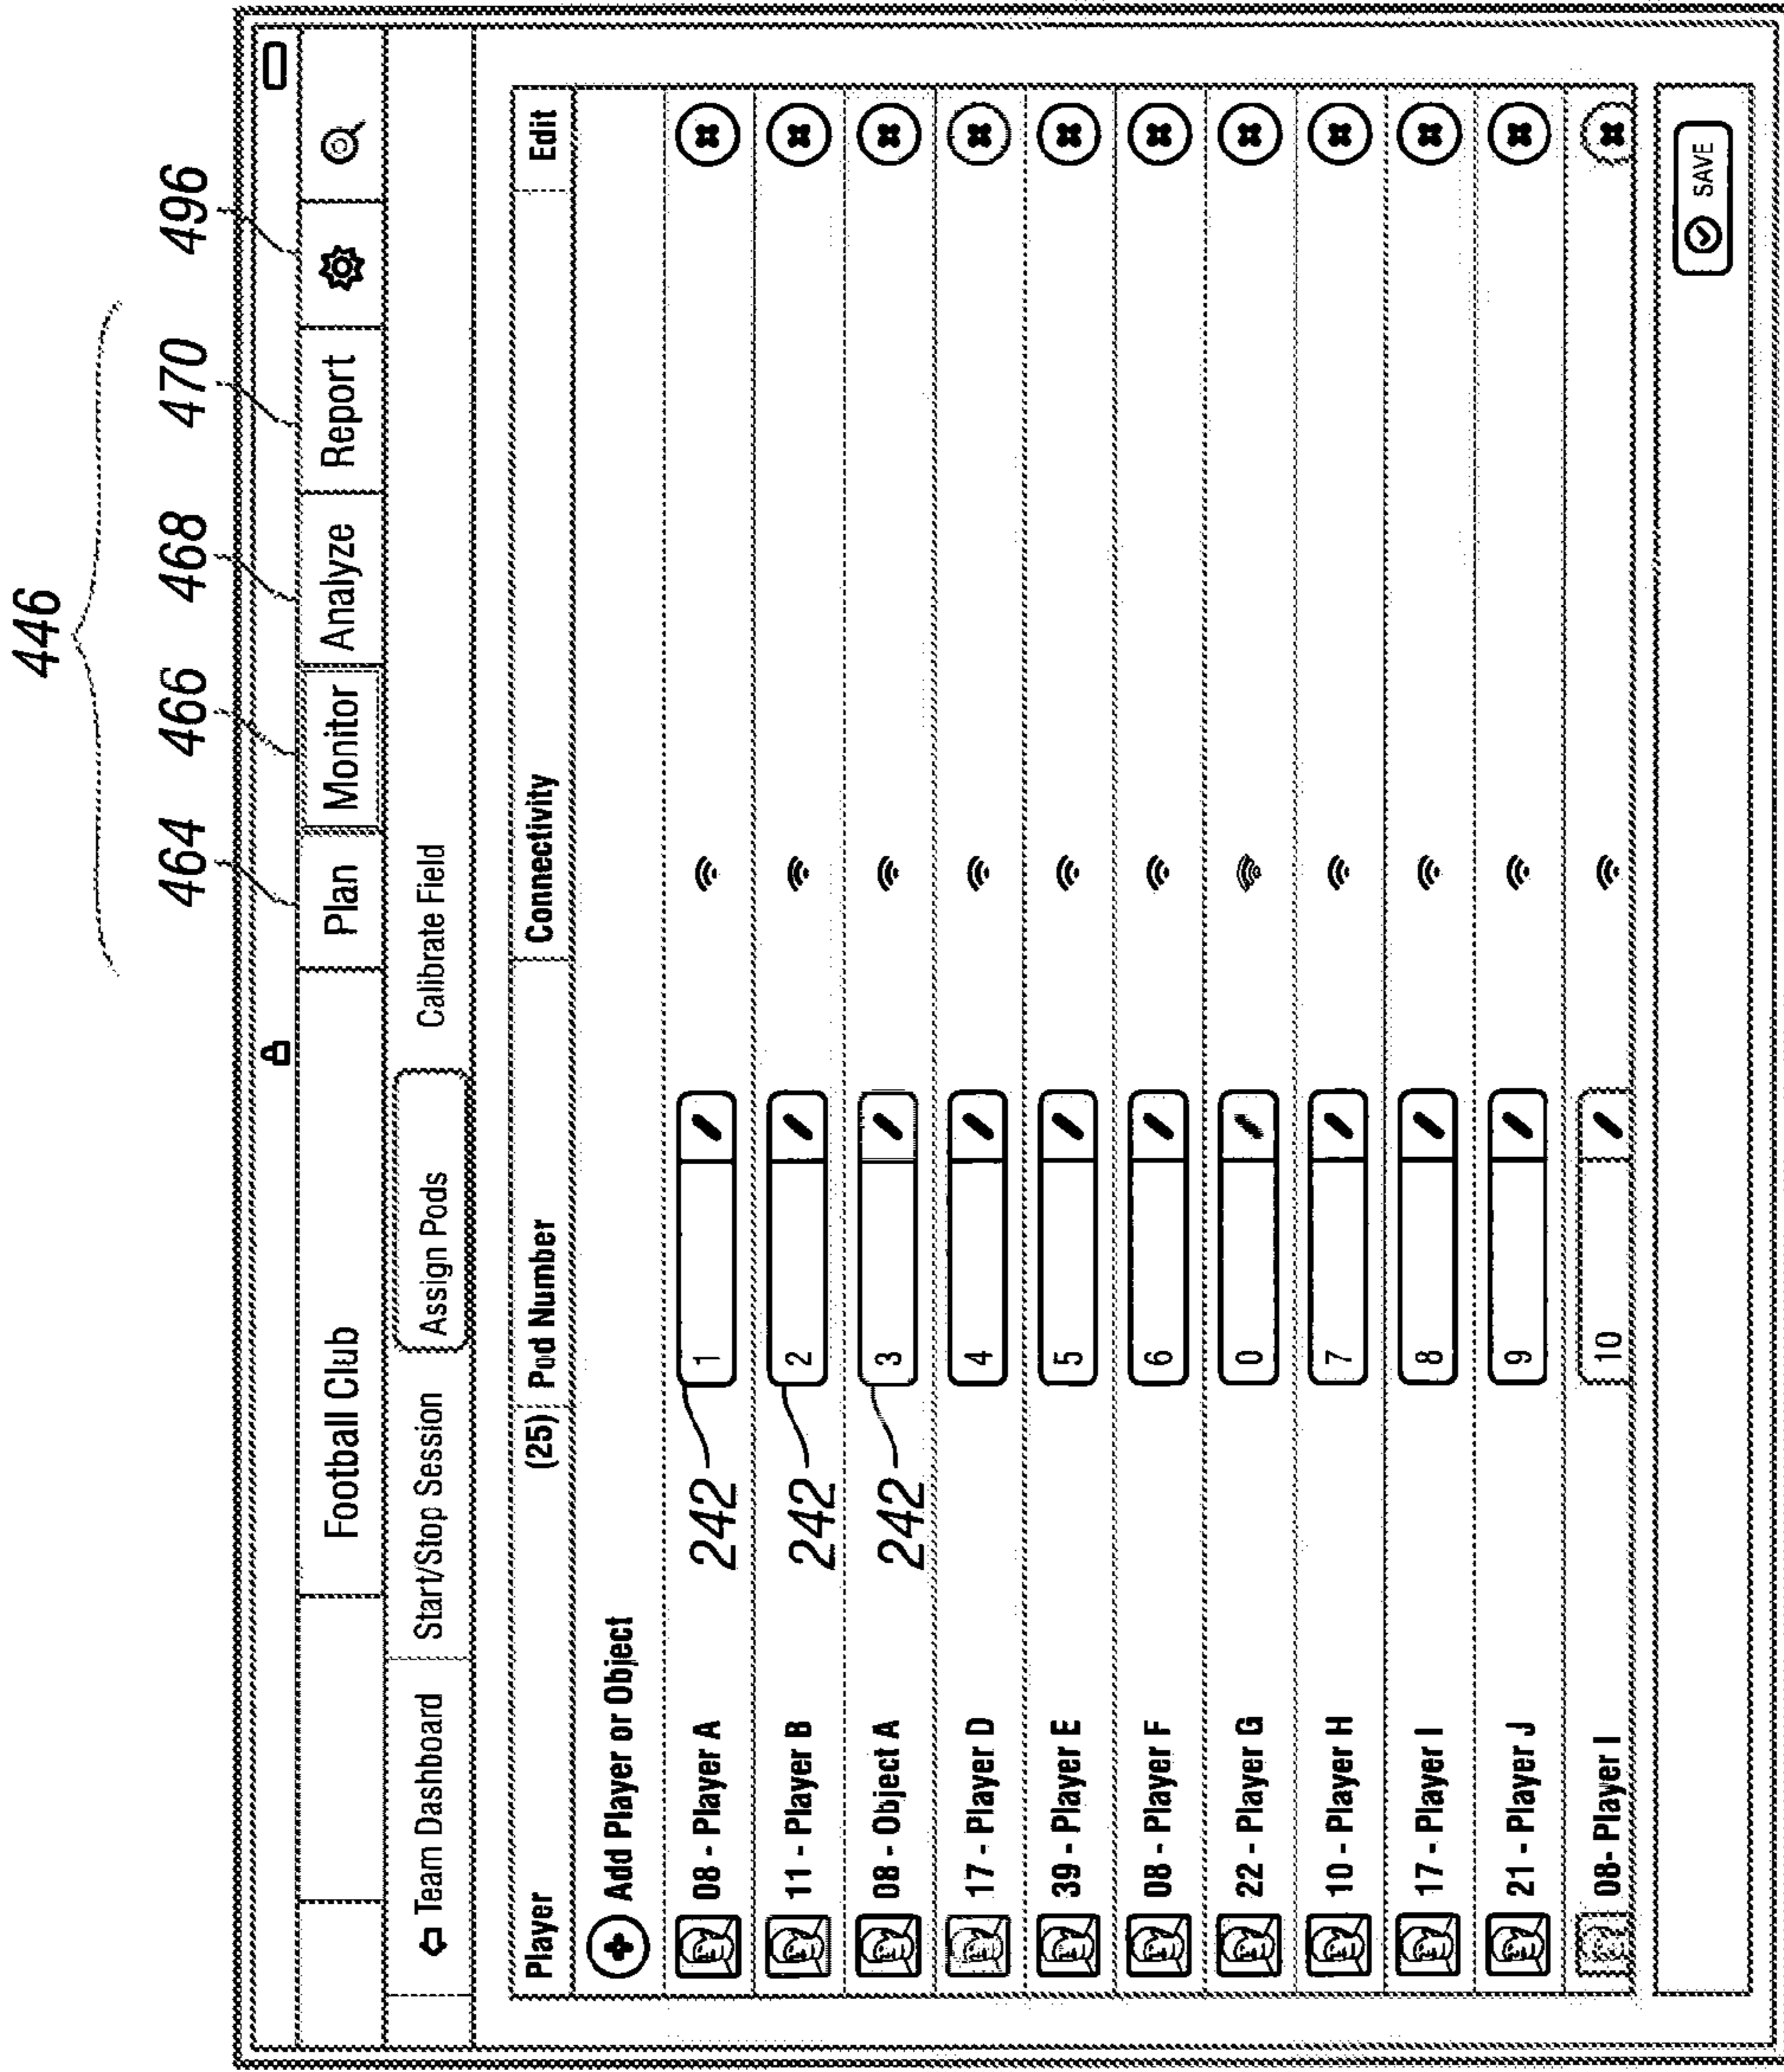 446
464 466 468 470 496
Football Club Plan Monitor Analyze Report
Team Dashboard Start/Stop Session Assign Pods Calibrate Field
Player (25) Pod Number Connectivity Edit
Add Player or Object
08 - Player A 242 1
11 - Player B 242 2
08 - Object A 242 3
17 - Player D 4
39 - Player E 5
08 - Player F 6
22 - Player G 0
10 - Player H 7
17 - Player I 8
21 - Player J 9
08- Player I 10
SAVE